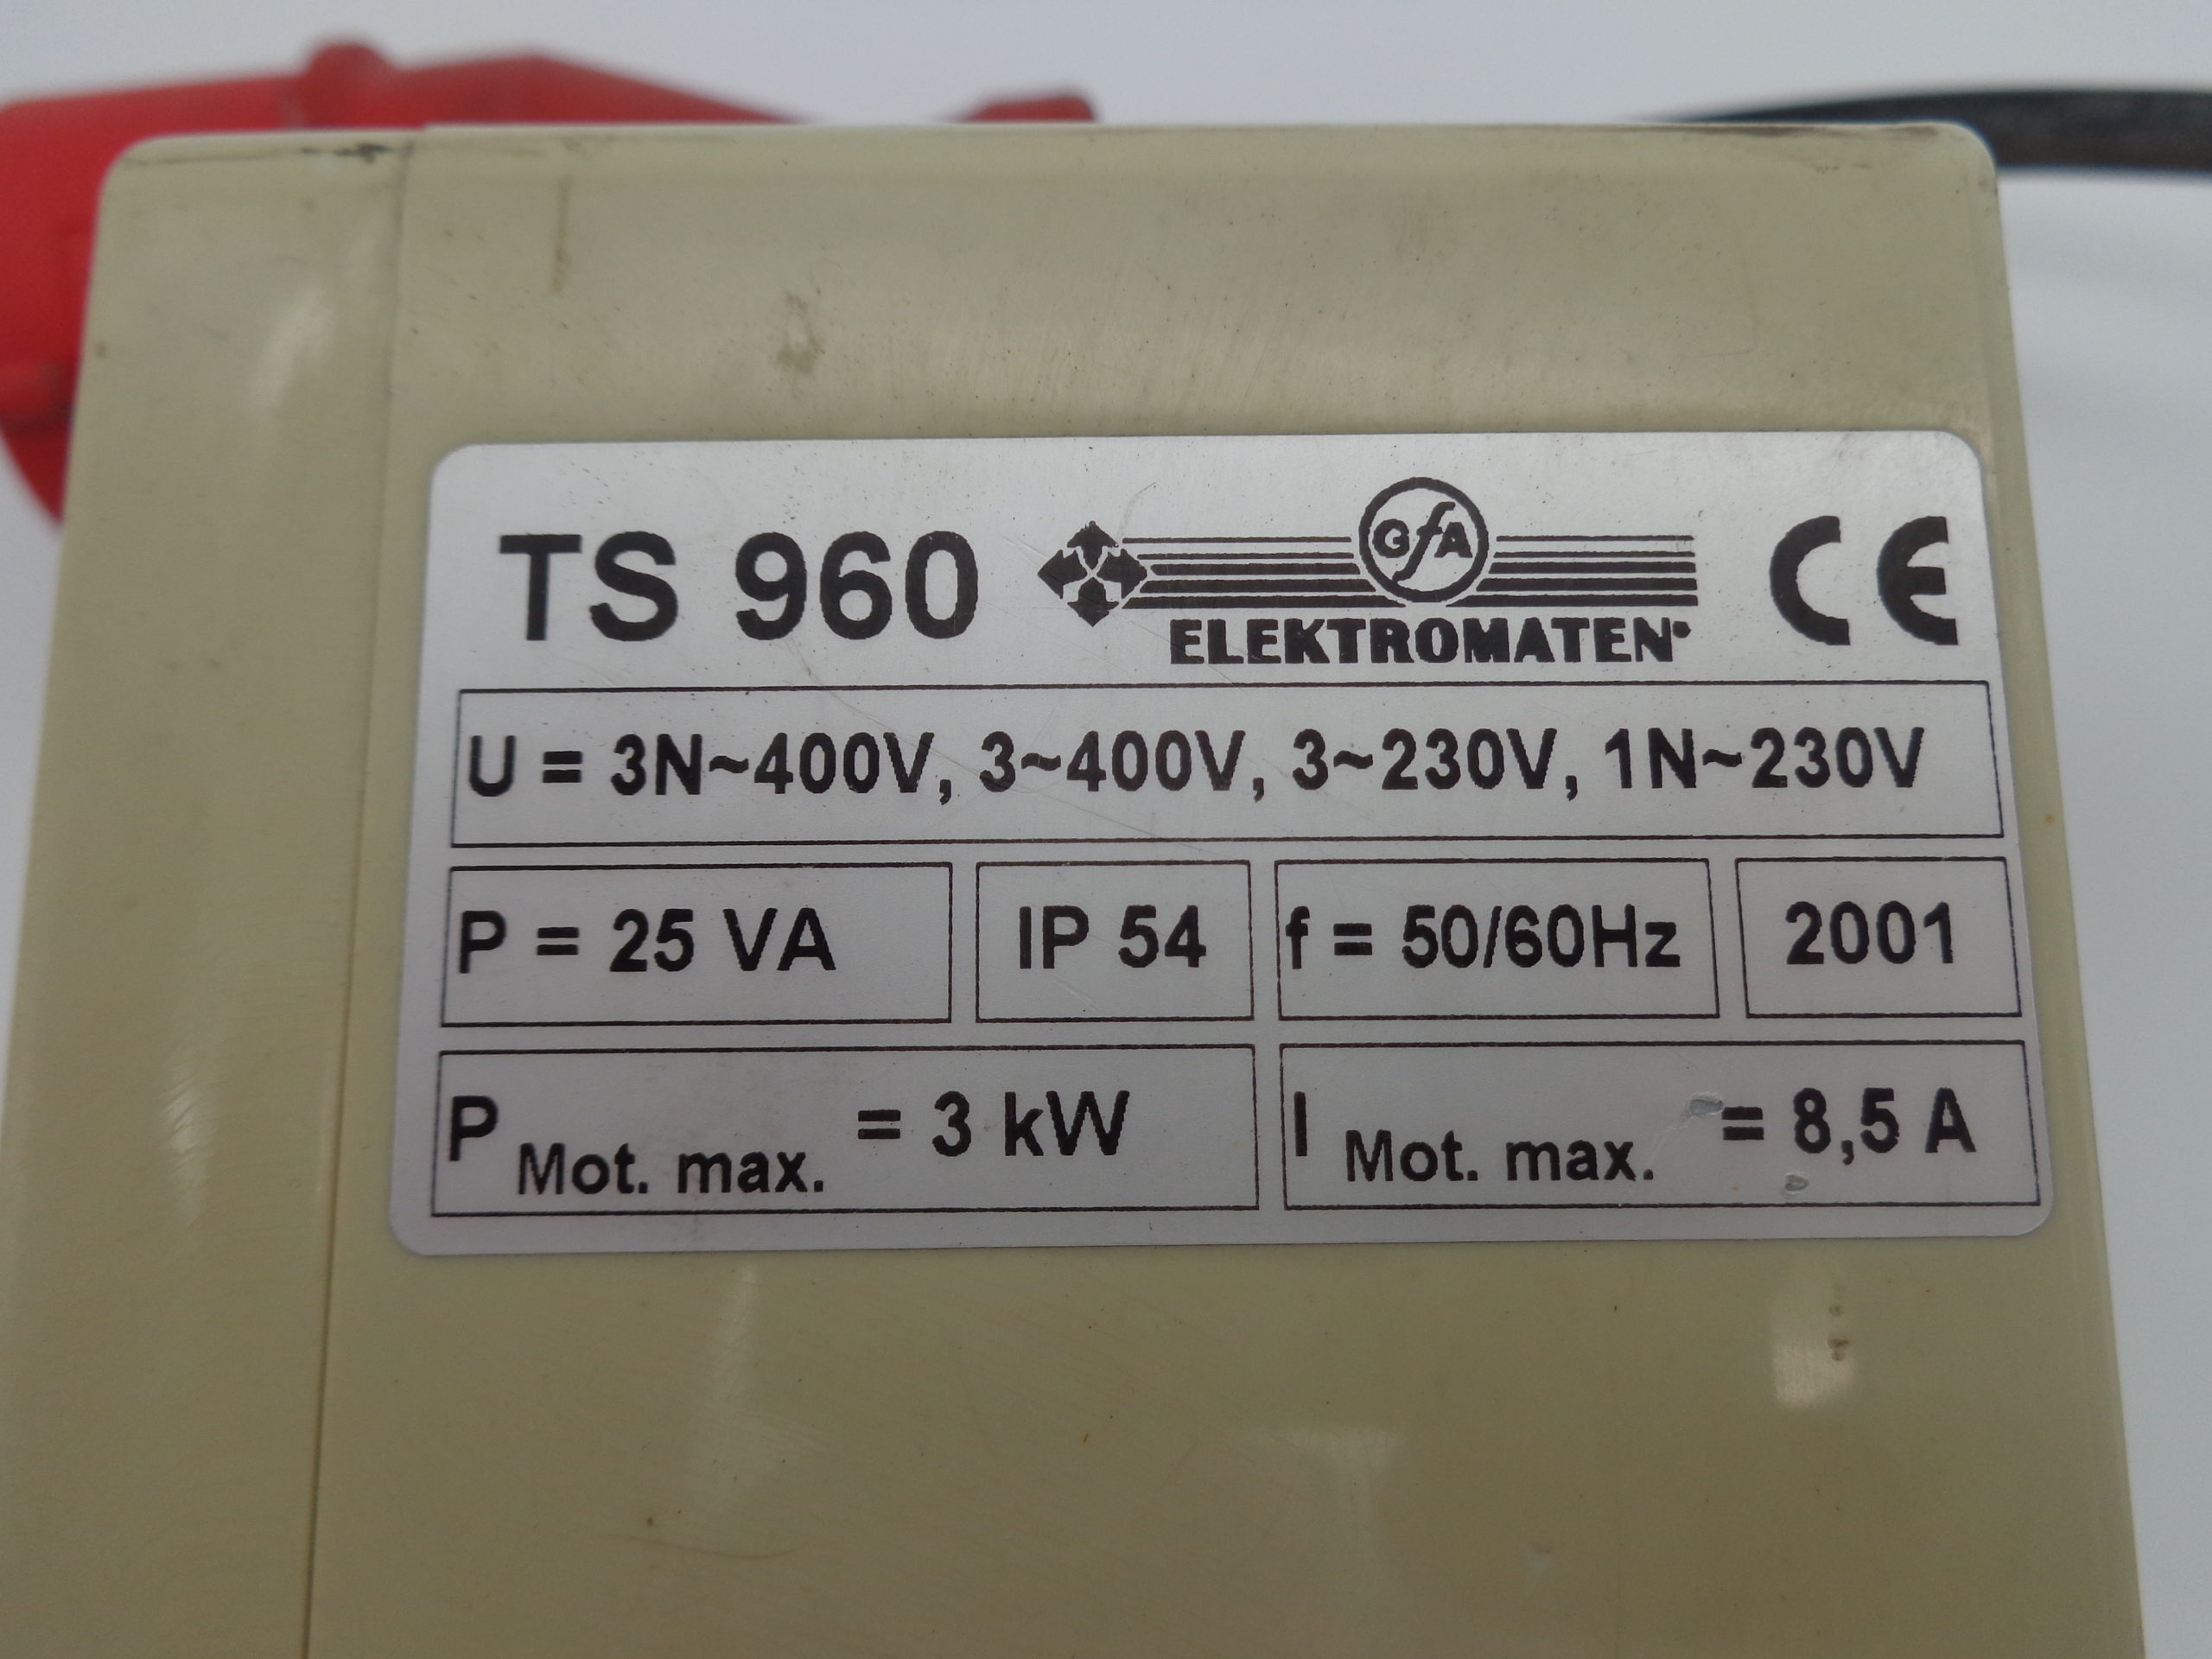 TS 960 GfA CE
ELEKTROMATEN®
U = 3N~400V, 3~400V, 3~230V, 1N~230V
P = 25 VA IP 54 f = 50/60Hz 2001
P Mot. max. = 3 kW I Mot. max. = 8,5 A